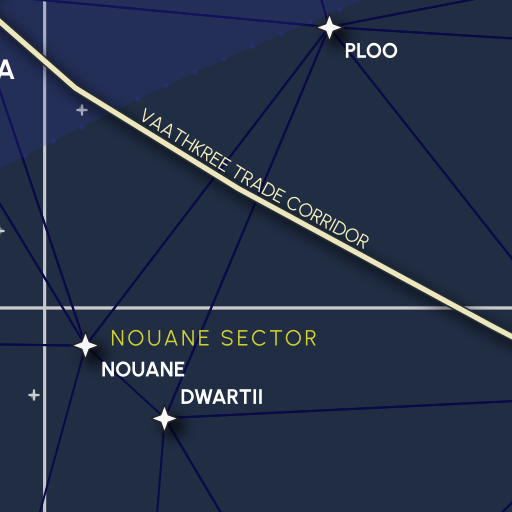 PLOO
A
VAATHKREE TRADE CORRIDOR
NOUANE SECTOR
NOUANE
DWARTII